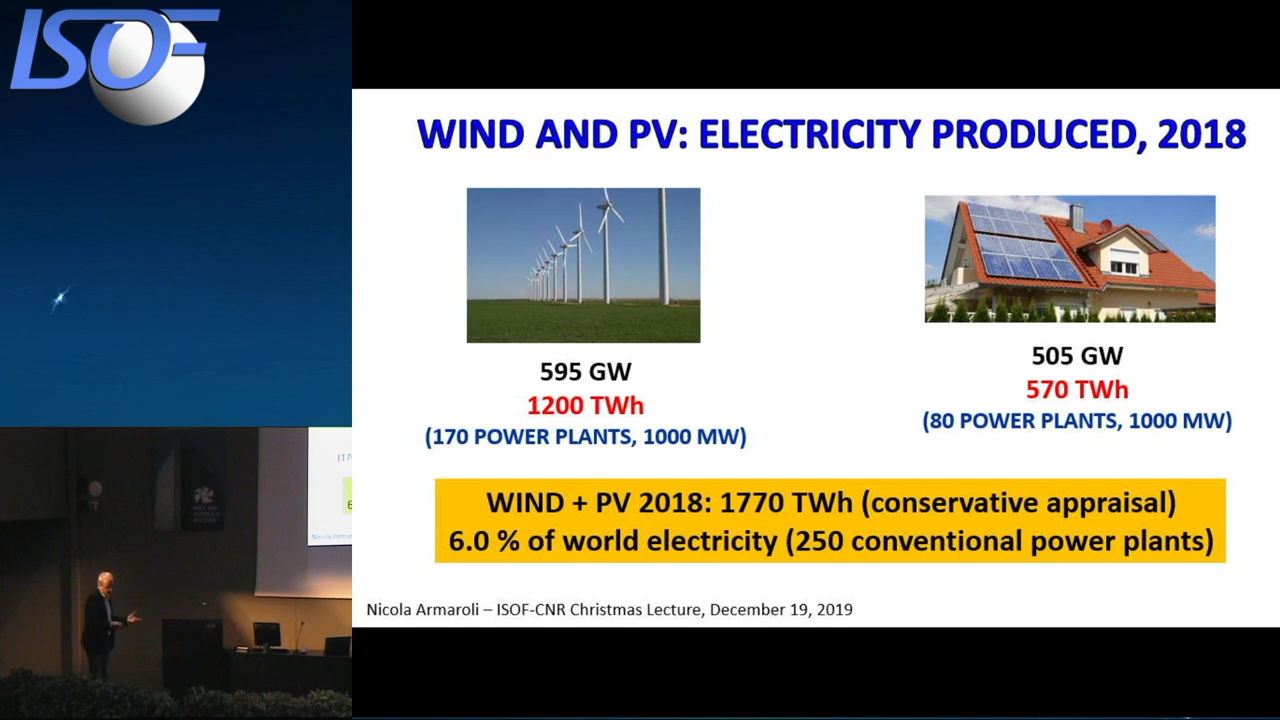 ISOF
WIND AND PV: ELECTRICITY PRODUCED, 2018
595 GW
1200 TWh
(170 POWER PLANTS, 1000 MW)
505 GW
570 TWh
(80 POWER PLANTS, 1000 MW)
WIND + PV 2018: 1770 TWh (conservative appraisal)
6.0 % of world electricity (250 conventional power plants)
Nicola Armaroli – ISOF-CNR Christmas Lecture, December 19, 2019
(17
6